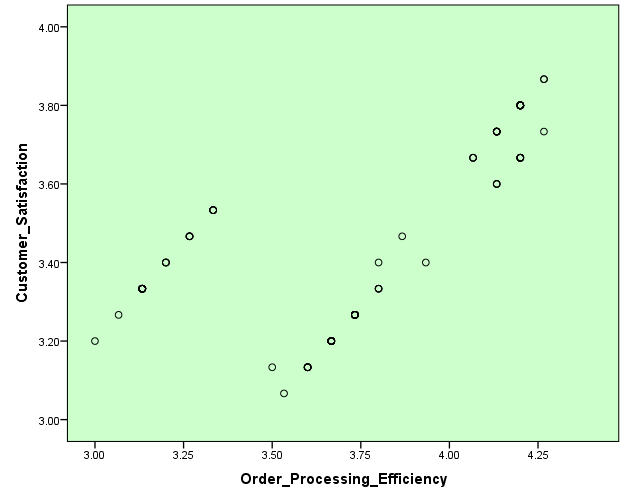 4.00
3.80
3.60
3.40
3.20
3.00
Customer_Satisfaction
3.00 3.25 3.50 3.75 4.00 4.25
Order_Processing_Efficiency